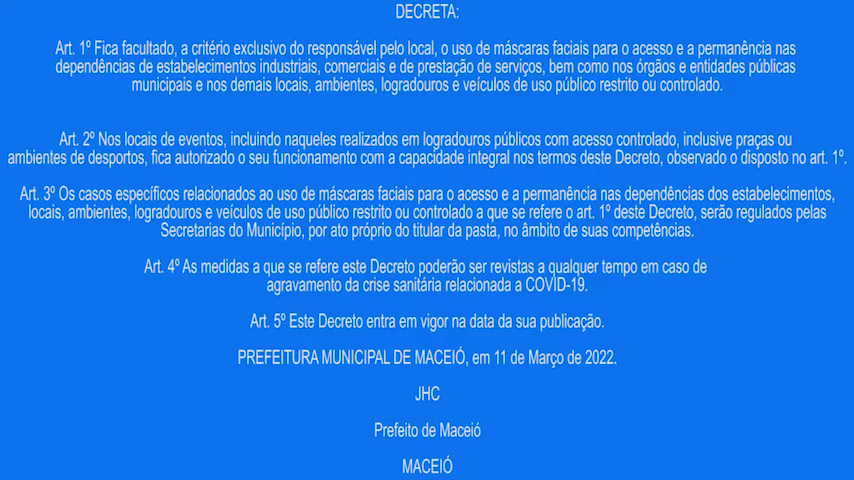 DECRETA:
Art. 1º Fica facultado, a critério exclusivo do responsável pelo local, o uso de máscaras faciais para o acesso e a permanência nas
dependências de estabelecimentos industriais, comerciais e de prestação de serviços, bem como nos órgãos e entidades públicas
municipais e nos demais locais, ambientes, logradouros e veículos de uso público restrito ou controlado.
Art. 2º Nos locais de eventos, incluindo naqueles realizados em logradouros públicos com acesso controlado, inclusive praças ou
ambientes de desportos, fica autorizado o seu funcionamento com a capacidade integral nos termos deste Decreto, observado o disposto no art. 1º.
Art. 3º Os casos específicos relacionados ao uso de máscaras faciais para o acesso e a permanência nas dependências dos estabelecimentos,
locais, ambientes, logradouros e veículos de uso público restrito ou controlado a que se refere o art. 1º deste Decreto, serão regulados pelas
Secretarias do Município, por ato próprio do titular da pasta, no âmbito de suas competências.
Art. 4º As medidas a que se refere este Decreto poderão ser revistas a qualquer tempo em caso de
agravamento da crise sanitária relacionada a COVID-19.
Art. 5º Este Decreto entra em vigor na data da sua publicação.
PREFEITURA MUNICIPAL DE MACEIÓ, em 11 de Março de 2022.
JHC
Prefeito de Maceió
MACEIÓ